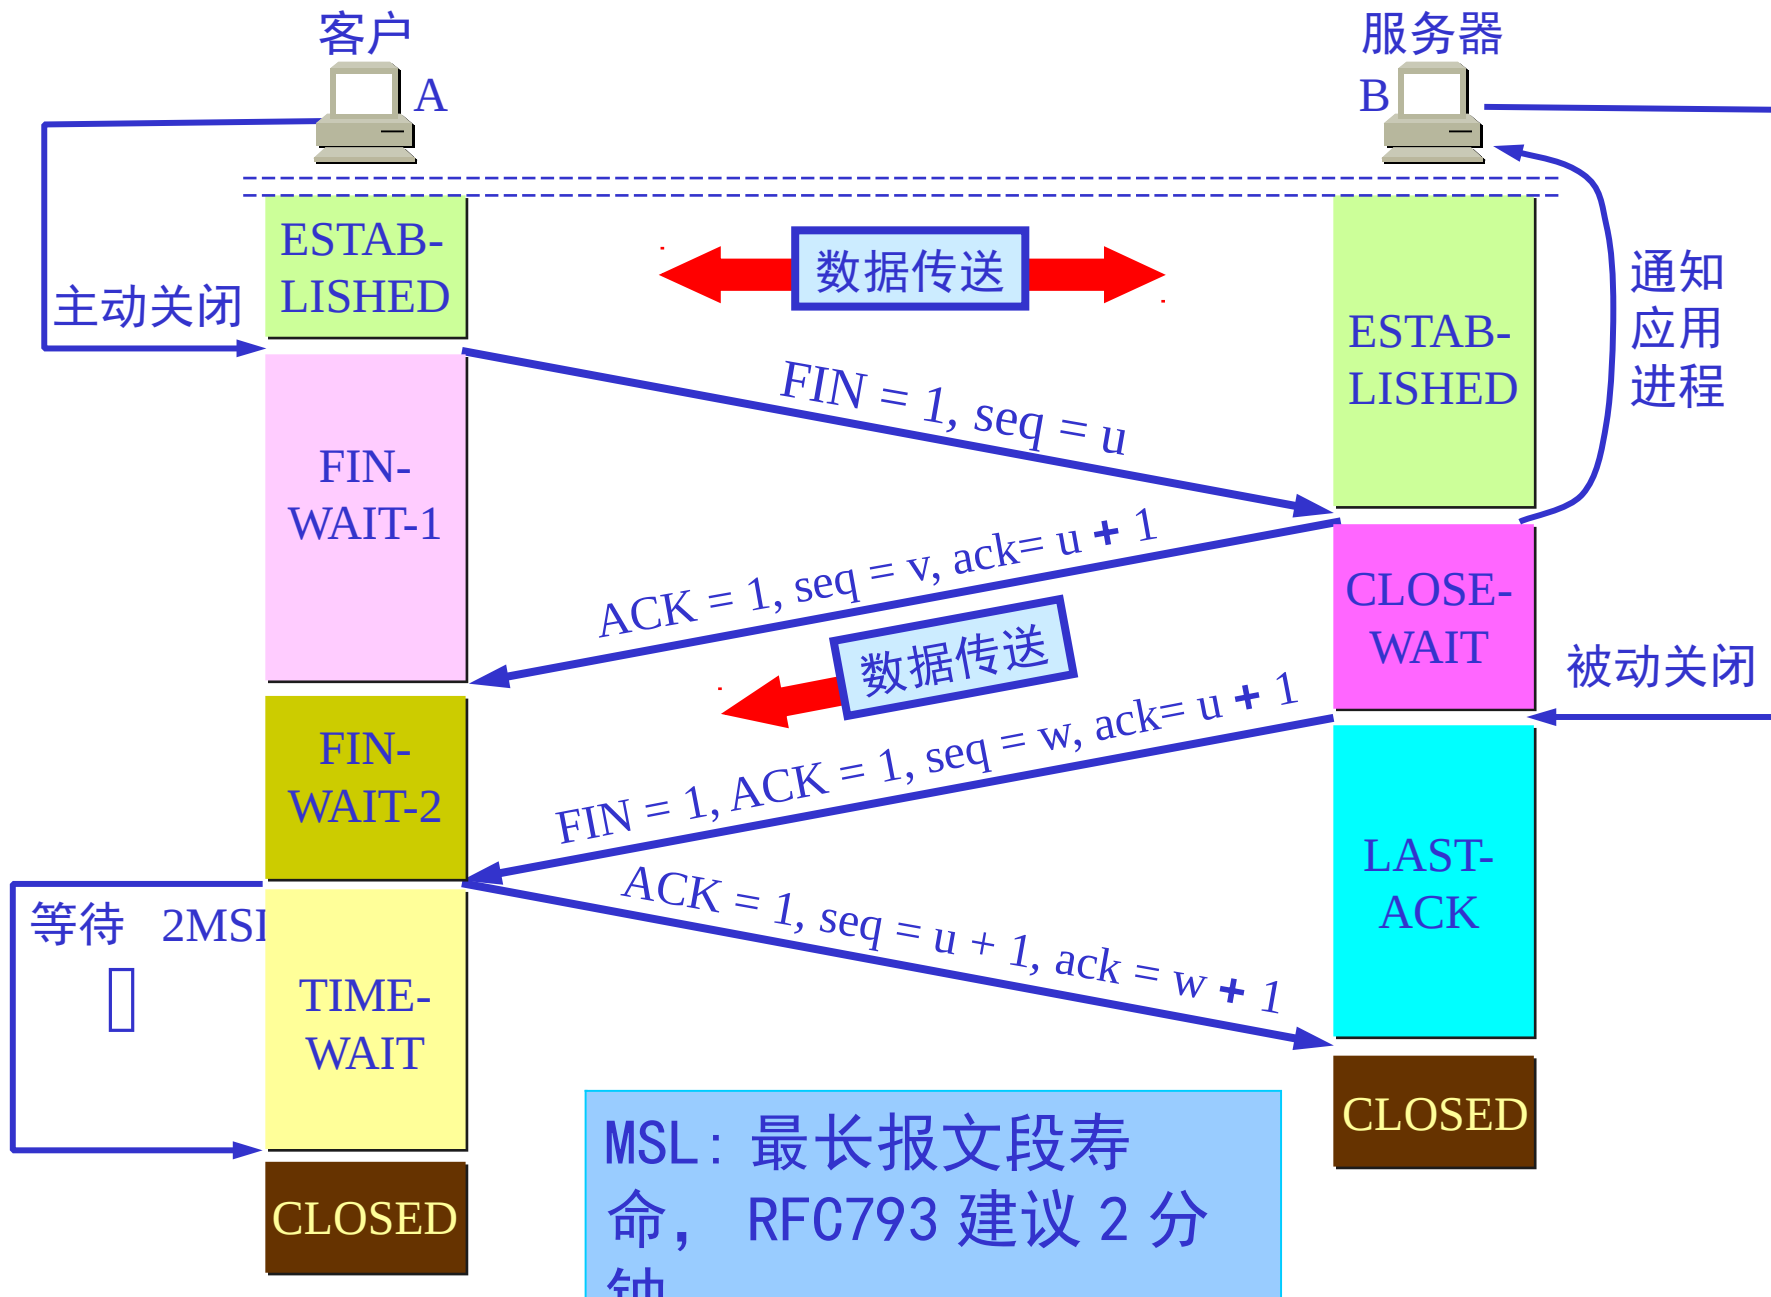 客户
服务器
A
B
ESTAB-
LISHED
数据传送
ESTAB-
LISHED
通知
应用
进程
主动关闭
FIN = 1, seq = u
FIN-
WAIT-1
ACK = 1, seq = v, ack= u + 1
CLOSE-
WAIT
数据传送
被动关闭
FIN-
WAIT-2
FIN = 1, ACK = 1, seq = w, ack= u + 1
LAST-
ACK
等待 2MSL
ACK = 1, seq = u + 1, ack = w + 1
TIME-
WAIT
CLOSED
CLOSED
MSL: 最长报文段寿
命， RFC793 建议 2 分
钟